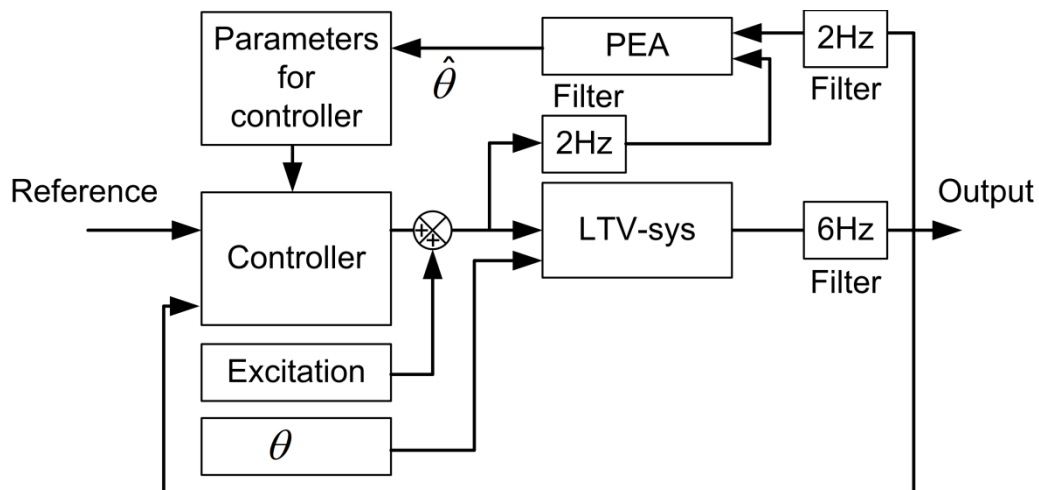 Parameters
for
controller
θ̂
PEA
2Hz
Filter
Filter
2Hz
Reference
Controller
+
+
LTV-sys
6Hz
Filter
Output
Excitation
θ